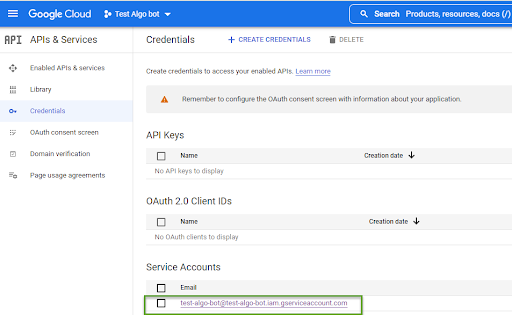 Google Cloud Test Algo bot Search Products, resources, docs (/)
API APIs & Services Credentials + CREATE CREDENTIALS DELETE
Enabled APIs & services
Library
Credentials
OAuth consent screen
Domain verification
Page usage agreements
Create credentials to access your enabled APIs. Learn more
Remember to configure the OAuth consent screen with information about your application.
API Keys
Name Creation date
No API keys to display
OAuth 2.0 Client IDs
Name Creation date
No OAuth clients to display
Service Accounts
Email
test-algo-bot@test-algo-bot.iam.gserviceaccount.com